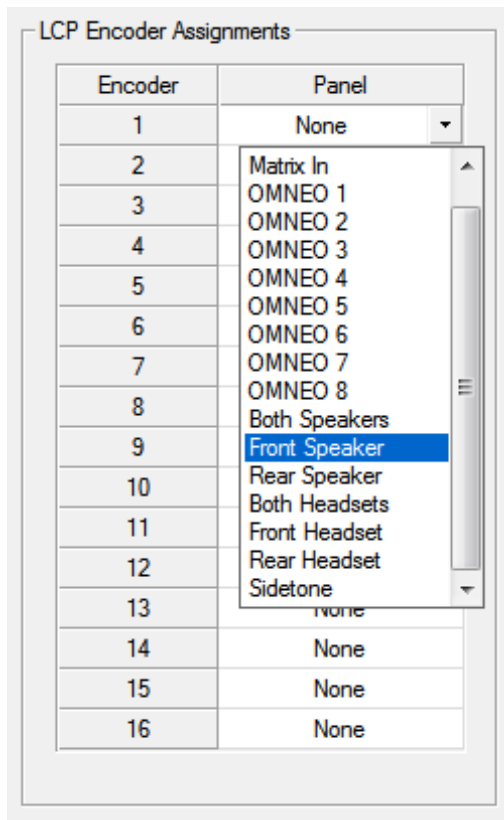 LCP Encoder Assignments
Encoder Panel
1 None
2 Matrix In
OMNEO 1
3 OMNEO 2
OMNEO 3
4 OMNEO 4
5 OMNEO 5
6 OMNEO 6
7 OMNEO 7
OMNEO 8
8 Both Speakers
9 Front Speaker
10 Rear Speaker
Both Headsets
11 Front Headset
12 Rear Headset
Sidetone
13 None
14 None
15 None
16 None